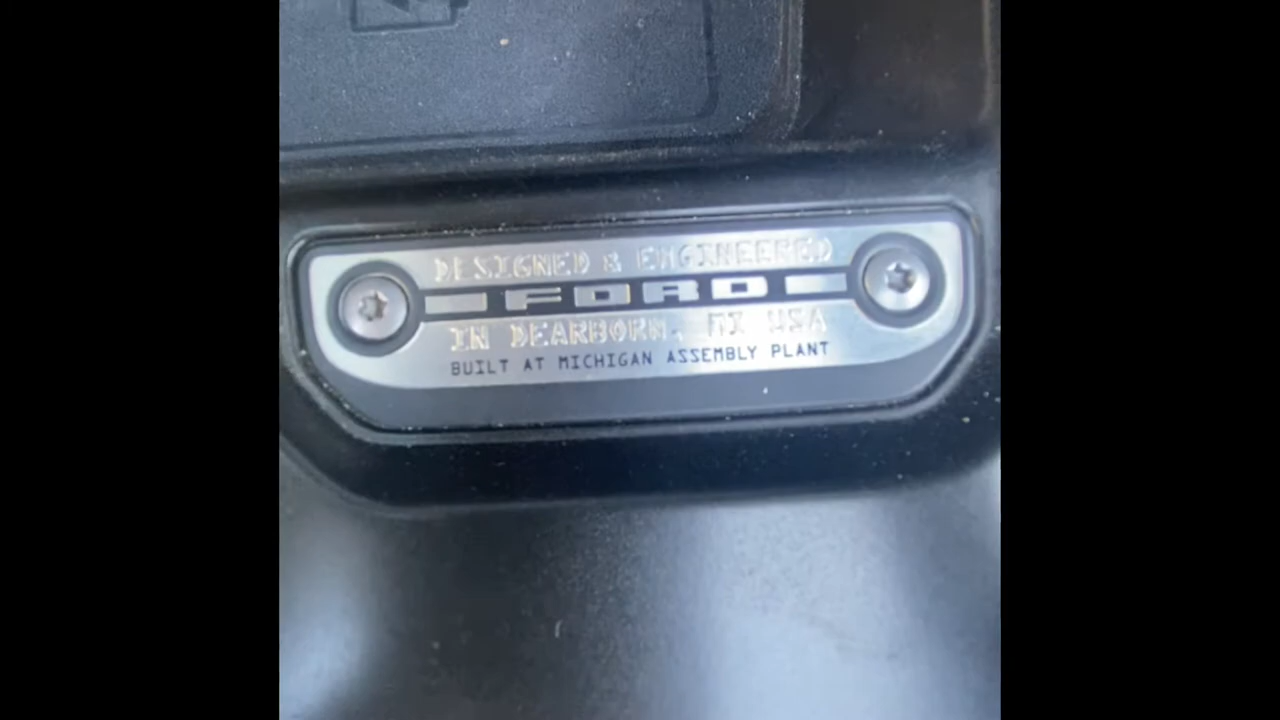 DESIGNED & ENGINEERED
FORD
IN DEARBORN, MI USA
BUILT AT MICHIGAN ASSEMBLY PLANT